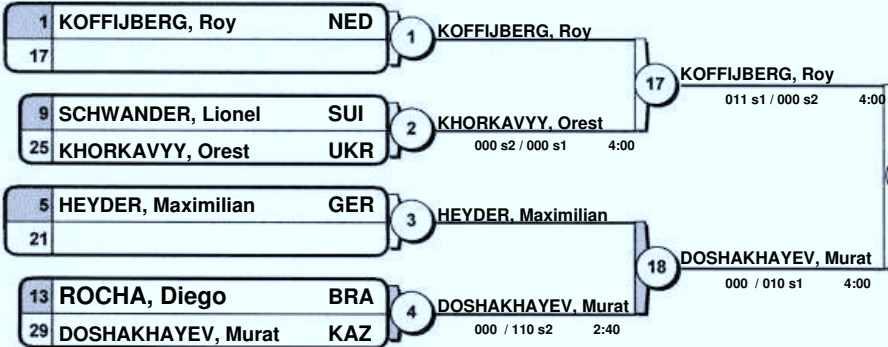 1 KOFFIJBERG, Roy NED
17
1
KOFFIJBERG, Roy
9 SCHWANDER, Lionel SUI
25 KHORKAVYY, Orest UKR
2
KHORKAVYY, Orest
000 s2 / 000 s1 4:00
17
KOFFIJBERG, Roy
011 s1 / 000 s2 4:00
5 HEYDER, Maximilian GER
21
3
HEYDER, Maximilian
13 ROCHA, Diego BRA
29 DOSHAKHAYEV, Murat KAZ
4
DOSHAKHAYEV, Murat
000 / 110 s2 2:40
18
DOSHAKHAYEV, Murat
000 / 010 s1 4:00